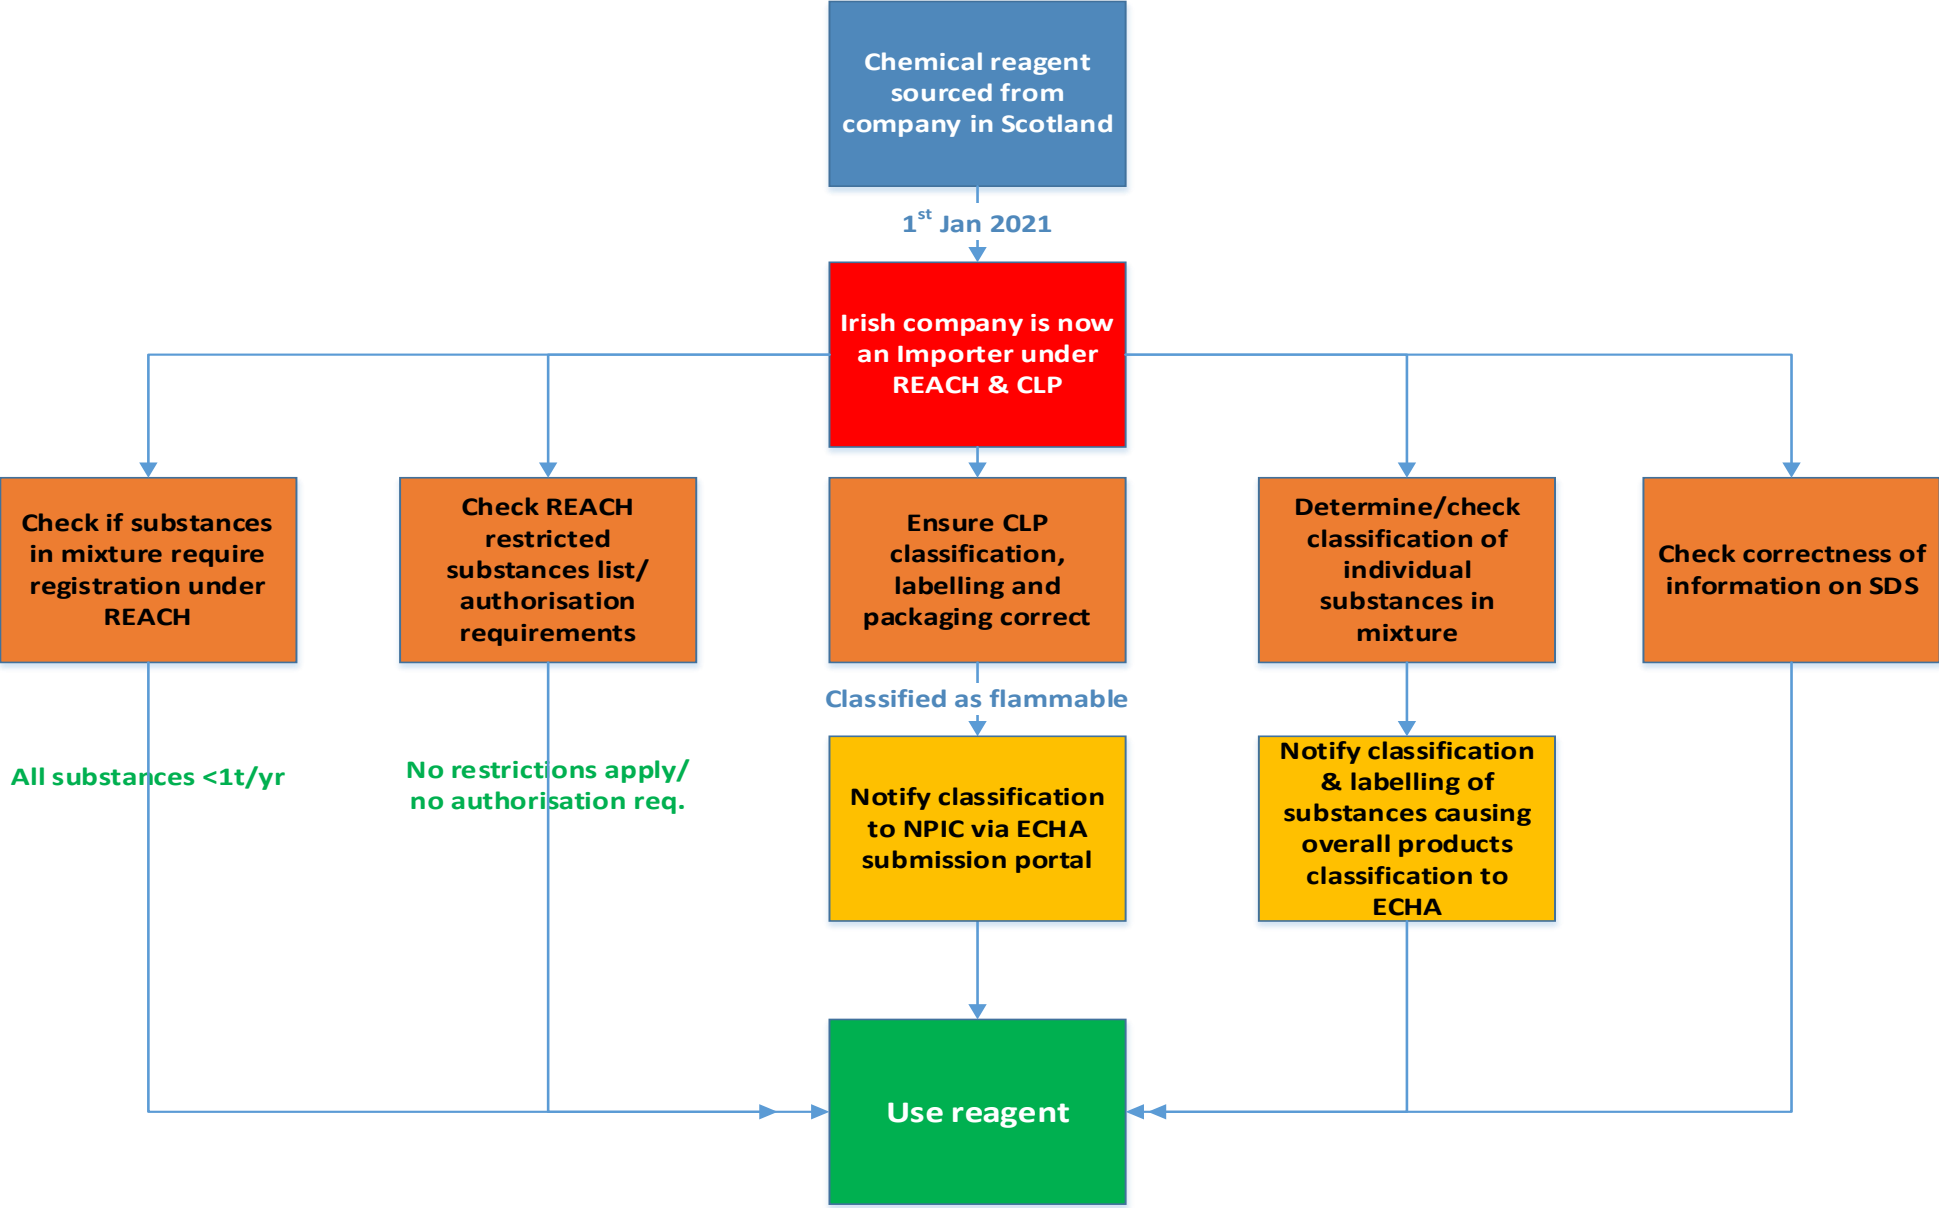 Chemical reagent
sourced from
company in Scotland
1st Jan 2021
Irish company is now
an Importer under
REACH & CLP
Check if substances
in mixture require
registration under
REACH
Check REACH
restricted
substances list/
authorisation
requirements
Ensure CLP
classification,
labelling and
packaging correct
Determine/check
classification of
individual
substances in
mixture
Check correctness of
information on SDS
All substances <1t/yr
No restrictions apply/
no authorisation req.
Classified as flammable
Notify classification
to NPIC via ECHA
submission portal
Notify classification
& labelling of
substances causing
overall products
classification to
ECHA
Use reagent